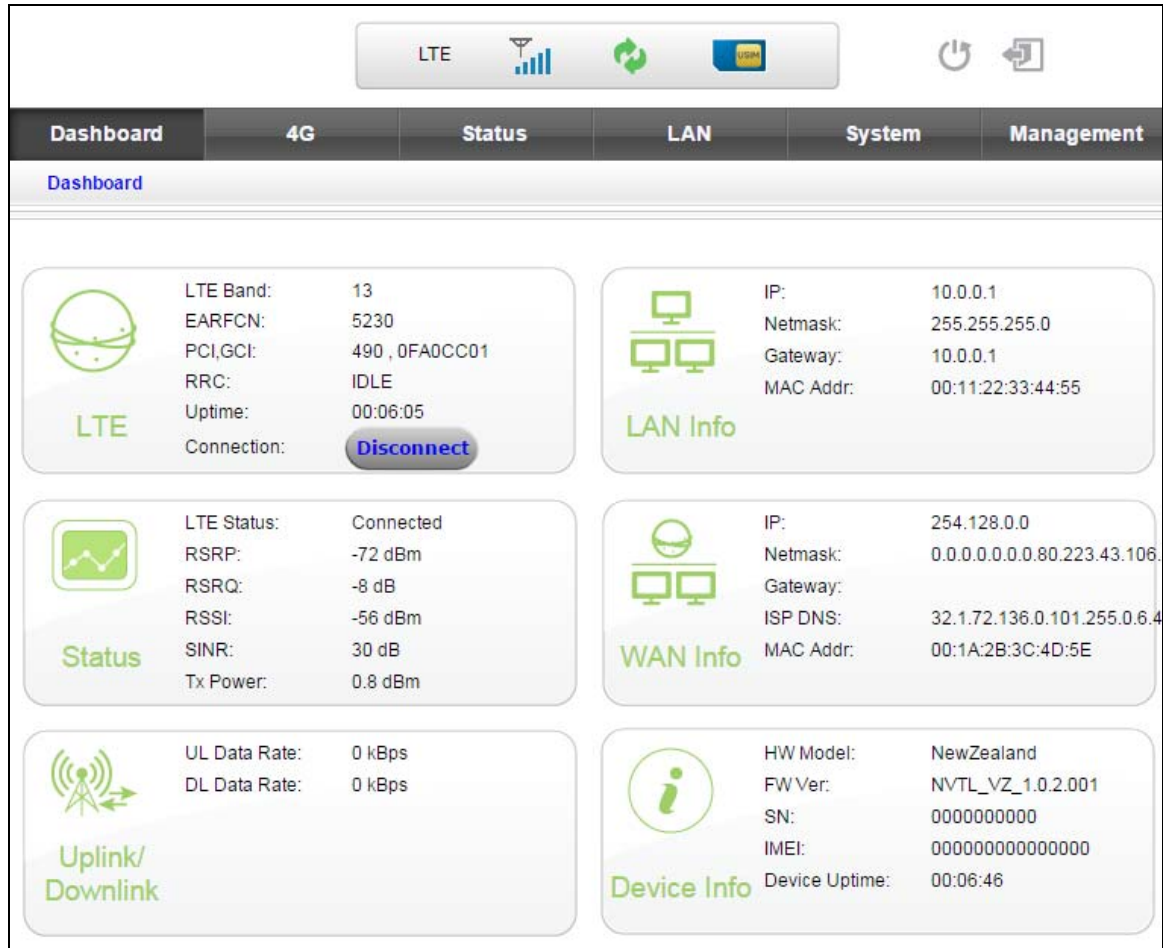 LTE
USIM
Dashboard 4G Status LAN System Management
Dashboard
LTE Band: 13
EARFCN: 5230
PCI,GCI: 490 , 0FA0CC01
RRC: IDLE
Uptime: 00:06:05
Connection: Disconnect
LTE
IP: 10.0.0.1
Netmask: 255.255.255.0
Gateway: 10.0.0.1
MAC Addr: 00:11:22:33:44:55
LAN Info
LTE Status: Connected
RSRP: -72 dBm
RSRQ: -8 dB
RSSI: -56 dBm
SINR: 30 dB
Tx Power: 0.8 dBm
Status
IP: 254.128.0.0
Netmask: 0.0.0.0.0.0.0.80.223.43.106.
Gateway:
ISP DNS: 32.1.72.136.0.101.255.0.6.4
MAC Addr: 00:1A:2B:3C:4D:5E
WAN Info
UL Data Rate: 0 kBps
DL Data Rate: 0 kBps
Uplink/
Downlink
HW Model: NewZealand
FW Ver: NVTL_VZ_1.0.2.001
SN: 0000000000
IMEI: 000000000000000
Device Uptime: 00:06:46
Device Info